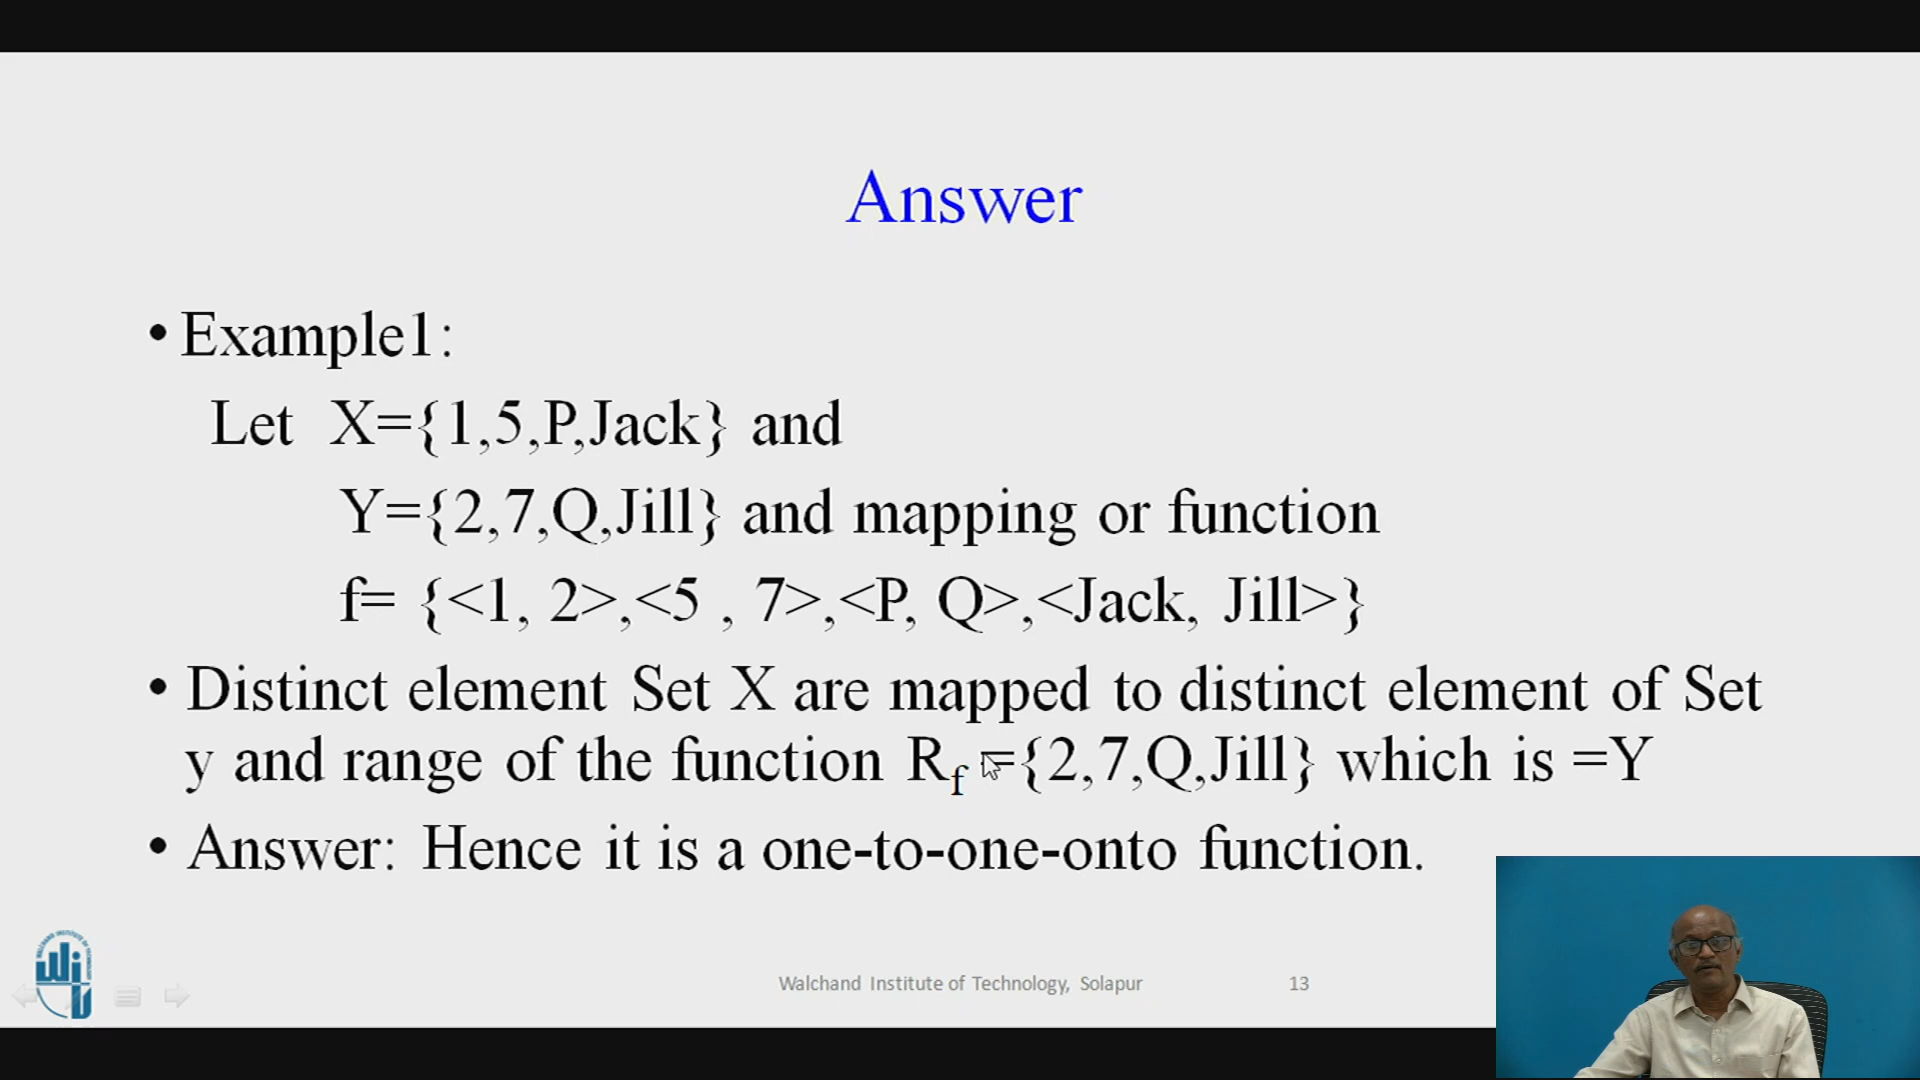 Answer
• Example1:
Let X={1,5,P,Jack} and
Y={2,7,Q,Jill} and mapping or function
f= {<1, 2>,<5 , 7>,<P, Q>,<Jack, Jill>}
• Distinct element Set X are mapped to distinct element of Set
y and range of the function Rf ={2,7,Q,Jill} which is =Y
• Answer: Hence it is a one-to-one-onto function.
Walchand Institute of Technology, Solapur 13